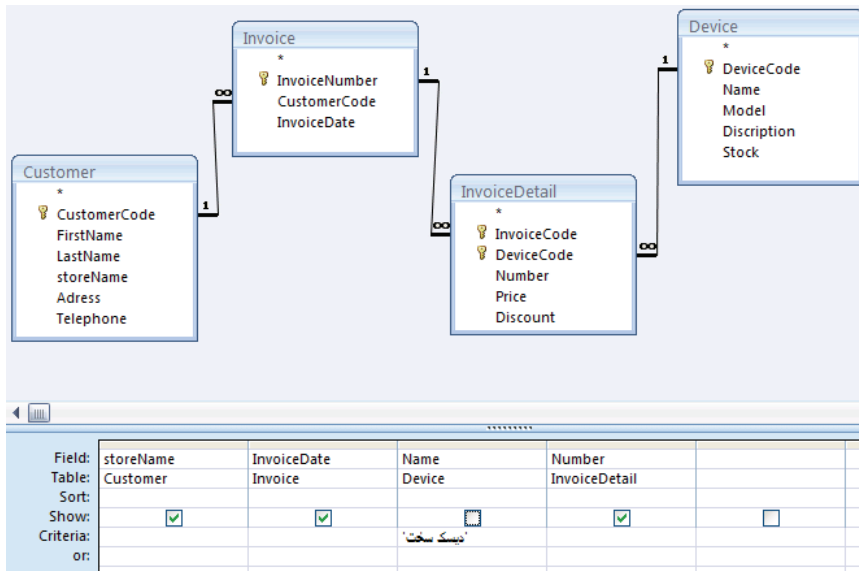 Invoice
*
InvoiceNumber
CustomerCode
InvoiceDate
1
∞
Device
*
DeviceCode
Name
Model
Discription
Stock
1
Customer
*
CustomerCode
FirstName
LastName
storeName
Adress
Telephone
1
InvoiceDetail
*
InvoiceCode
DeviceCode
Number
Price
Discount
∞
∞
Field: storeName InvoiceDate Name Number
Table: Customer Invoice Device InvoiceDetail
Sort:
Show:
Criteria: 'دیسک سخت'
or: